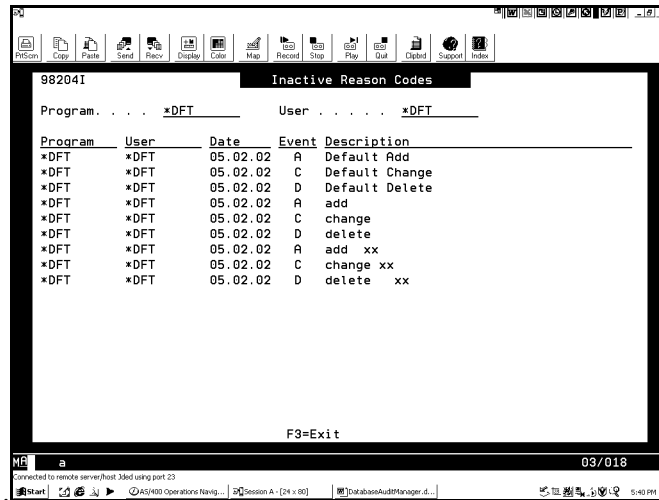 PrtScrn Copy Paste Send Recv Display Color Map Record Stop Play Quit Clipbrd Support Index
98204I Inactive Reason Codes
Program. . . . *DFT User . . . . . *DFT
Program User Date Event Description
*DFT *DFT 05.02.02 A Default Add
*DFT *DFT 05.02.02 C Default Change
*DFT *DFT 05.02.02 D Default Delete
*DFT *DFT 05.02.02 A add
*DFT *DFT 05.02.02 C change
*DFT *DFT 05.02.02 D delete
*DFT *DFT 05.02.02 A add xx
*DFT *DFT 05.02.02 C change xx
*DFT *DFT 05.02.02 D delete xx
F3=Exit
MA a 03/018
Connected to remote server/host Jded using port 23
Start AS/400 Operations Navig... Session A - [24 x 80] DatabaseAuditManager.d... 5:40 PM